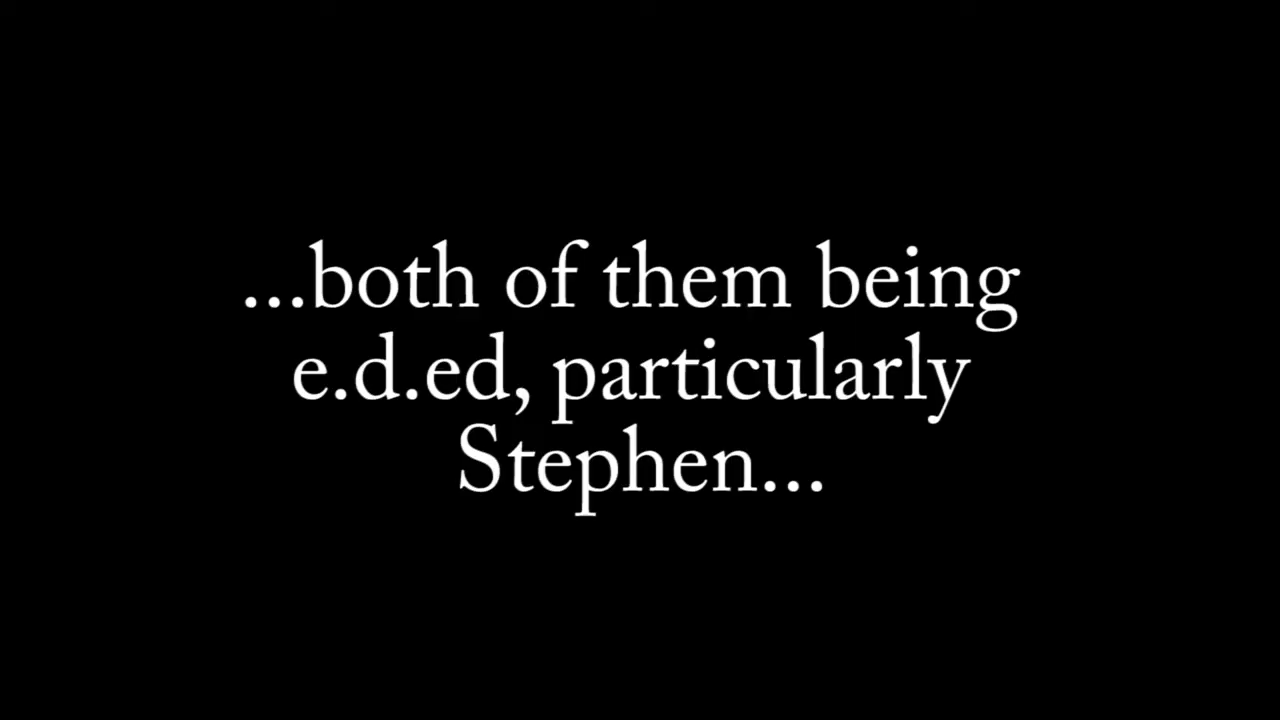 ...both of them being
e.d.ed, particularly
Stephen...